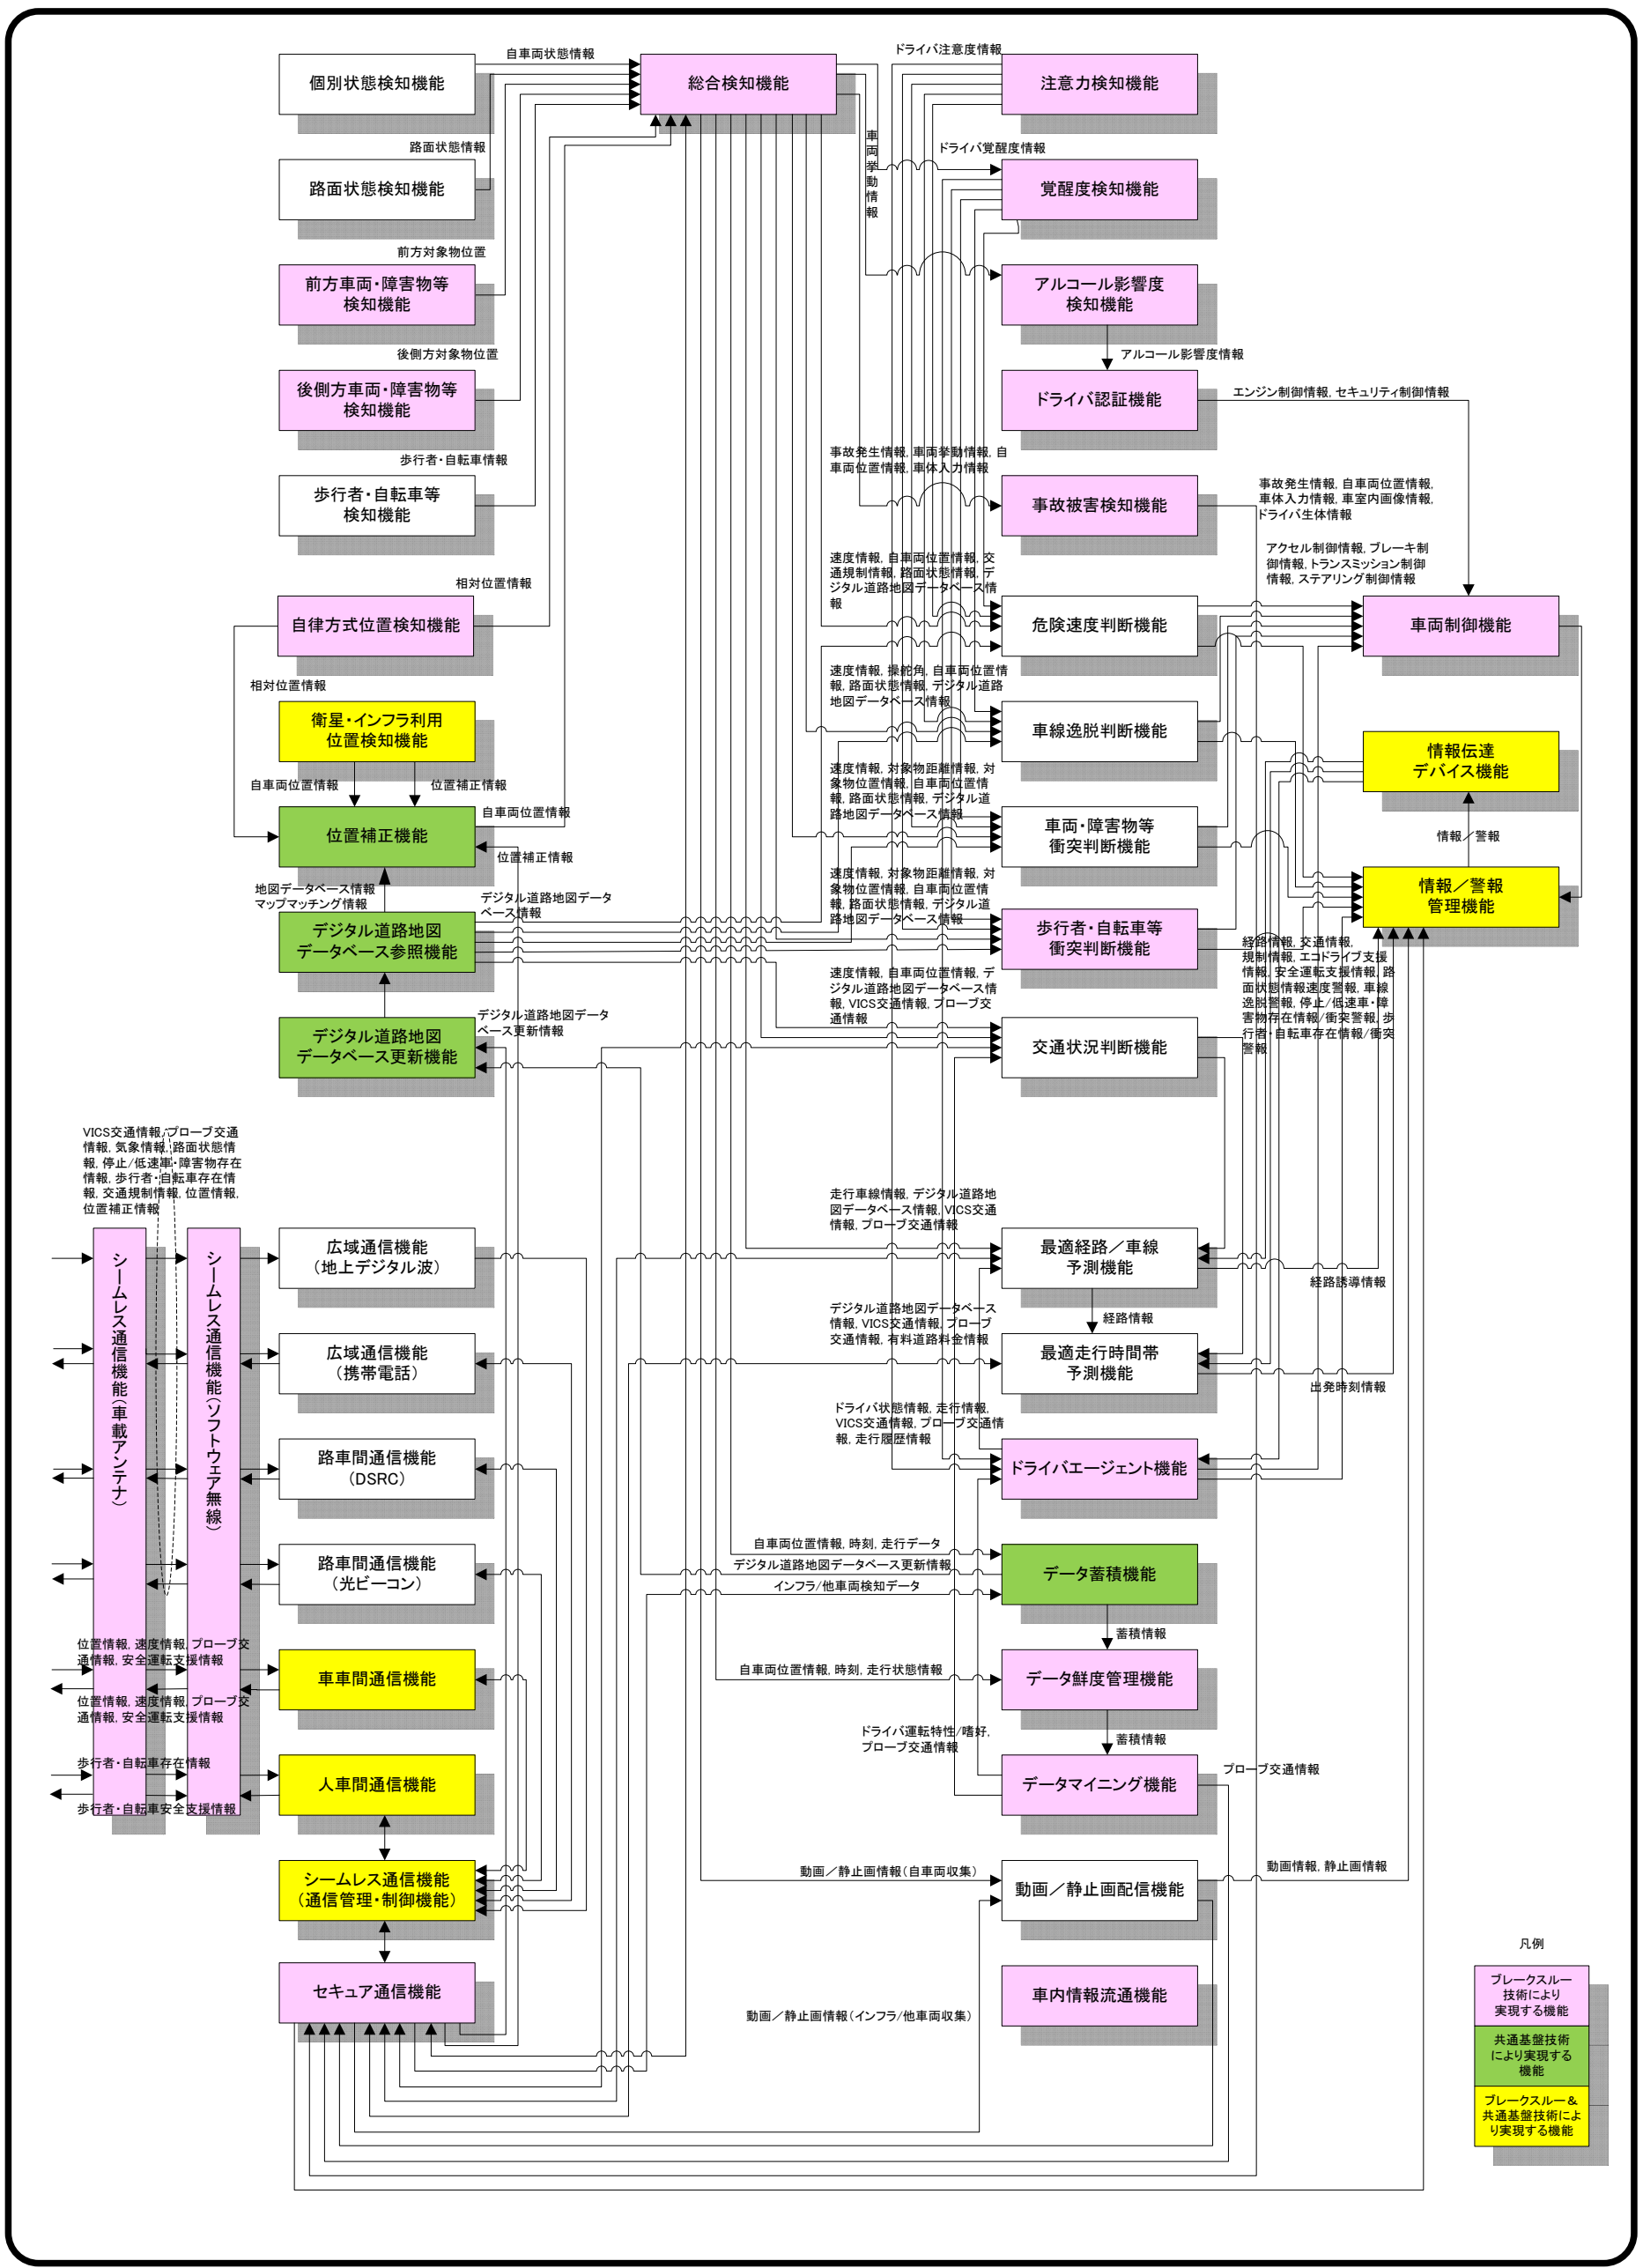 自車両状態情報
個別状態検知機能
路面状態情報
路面状態検知機能
前方対象物位置
前方車両・障害物等
検知機能
後側方対象物位置
後側方車両・障害物等
検知機能
歩行者・自転車情報
歩行者・自転車等
検知機能
相対位置情報
自律方式位置検知機能
相対位置情報
衛星・インフラ利用
位置検知機能
自車両位置情報
位置補正情報
自車両位置情報
位置補正機能
位置補正情報
地図データベース情報
マップマッチング情報
デジタル道路地図データ
ベース情報
デジタル道路地図
データベース参照機能
デジタル道路地図データ
ベース更新情報
デジタル道路地図
データベース更新機能
総合検知機能
車両挙動情報
ドライバ注意度情報
注意力検知機能
ドライバ覚醒度情報
覚醒度検知機能
アルコール影響度
検知機能
アルコール影響度情報
ドライバ認証機能
エンジン制御情報, セキュリティ制御情報
事故発生情報, 車両挙動情報, 自
車両位置情報, 車体入力情報
事故被害検知機能
事故発生情報, 自車両位置情報,
車体入力情報, 車室内画像情報,
ドライバ生体情報
アクセル制御情報, ブレーキ制
御情報, トランスミッション制御
情報, ステアリング制御情報
速度情報, 自車両位置情報, 交
通規制情報, 路面状態情報, デ
ジタル道路地図データベース情
報
危険速度判断機能
車両制御機能
速度情報, 操舵角, 自車両位置情
報, 路面状態情報, デジタル道路
地図データベース情報
車線逸脱判断機能
情報伝達
デバイス機能
速度情報, 対象物距離情報, 対
象物位置情報, 自車両位置情
報, 路面状態情報, デジタル道
路地図データベース情報
車両・障害物等
衝突判断機能
情報／警報
速度情報, 対象物距離情報, 対
象物位置情報, 自車両位置情
報, 路面状態情報, デジタル道
路地図データベース情報
歩行者・自転車等
衝突判断機能
情報／警報
管理機能
経路情報, 交通情報,
規制情報, エコドライブ支援
情報, 安全運転支援情報, 路
面状態情報速度警報, 車線
逸脱警報, 停止/低速車・障
害物存在情報/衝突警報, 歩
行者・自転車存在情報/衝突
警報
速度情報, 自車両位置情報, デ
ジタル道路地図データベース情
報, VICS交通情報, プローブ交
通情報
交通状況判断機能
VICS交通情報, プローブ交通
情報, 気象情報, 路面状態情
報, 停止/低速車・障害物存在
情報, 歩行者・自転車存在情
報, 交通規制情報, 位置情報,
位置補正情報
シームレス通信機能（車載アンテナ）
シームレス通信機能（ソフトウェア無線）
広域通信機能
（地上デジタル波）
広域通信機能
（携帯電話）
路車間通信機能
（DSRC）
路車間通信機能
（光ビーコン）
位置情報, 速度情報, プローブ交
通情報, 安全運転支援情報
車車間通信機能
位置情報, 速度情報, プローブ交
通情報, 安全運転支援情報
歩行者・自転車存在情報
人車間通信機能
歩行者・自転車安全支援情報
シームレス通信機能
（通信管理・制御機能）
セキュア通信機能
走行車線情報, デジタル道路地
図データベース情報, VICS交通
情報, プローブ交通情報
最適経路／車線
予測機能
経路誘導情報
経路情報
デジタル道路地図データベース
情報, VICS交通情報, プローブ
交通情報, 有料道路料金情報
最適走行時間帯
予測機能
出発時刻情報
ドライバ状態情報, 走行情報,
VICS交通情報, プローブ交通情
報, 走行履歴情報
ドライバエージェント機能
自車両位置情報, 時刻, 走行データ
デジタル道路地図データベース更新情報
インフラ/他車両検知データ
データ蓄積機能
蓄積情報
自車両位置情報, 時刻, 走行状態情報
データ鮮度管理機能
ドライバ運転特性/嗜好,
プローブ交通情報
蓄積情報
データマイニング機能
プローブ交通情報
動画／静止画情報（自車両収集）
動画／静止画配信機能
動画情報, 静止画情報
動画／静止画情報（インフラ/他車両収集）
車内情報流通機能
凡例
ブレークスルー
技術により
実現する機能
共通基盤技術
により実現する
機能
ブレークスルー＆
共通基盤技術によ
り実現する機能